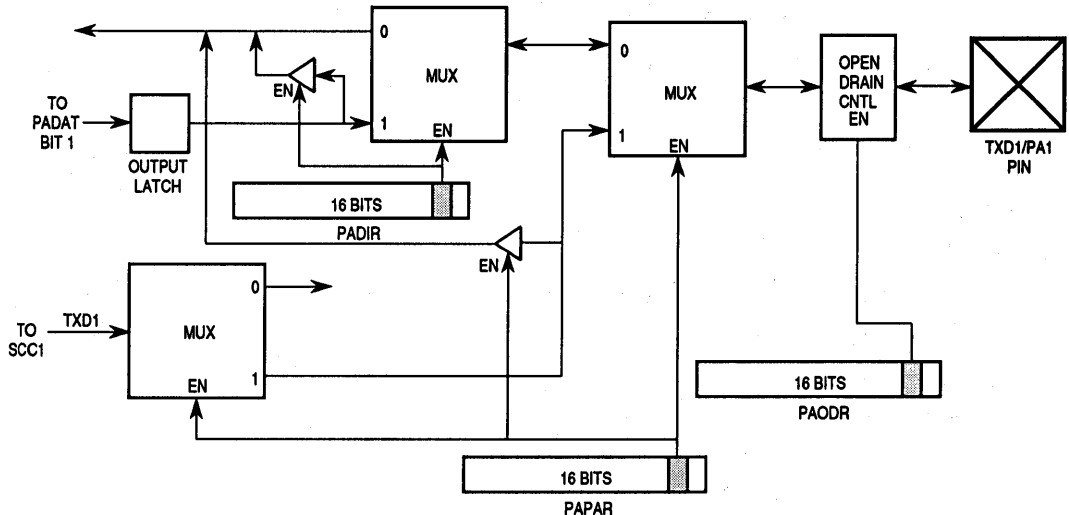 0
MUX
1
EN
EN
TO
PADAT
BIT 1
OUTPUT
LATCH
16 BITS
PADIR
0
MUX
1
EN
OPEN
DRAIN
CNTL
EN
TXD1/PA1
PIN
EN
TO
SCC1
TXD1
MUX
0
1
EN
16 BITS
PAODR
16 BITS
PAPAR